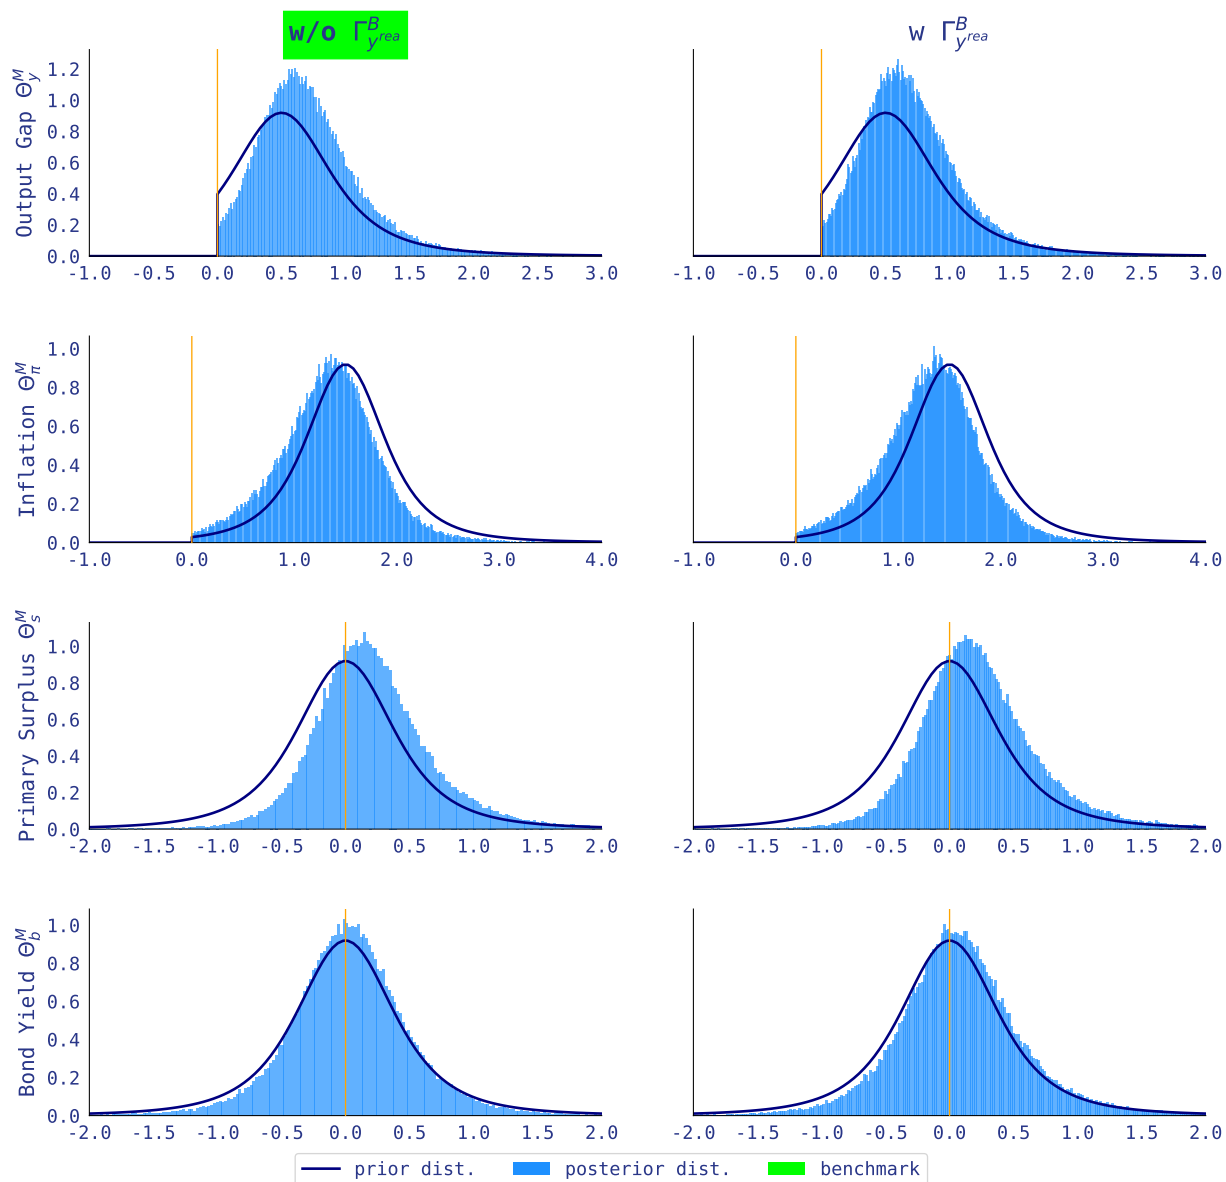 w/o Γ^B_{y^{rea}}
w Γ^B_{y^{rea}}
Output Gap Θ^M_y
1.2
1.0
0.8
0.6
0.4
0.2
0.0
-1.0 -0.5 0.0 0.5 1.0 1.5 2.0 2.5 3.0
-1.0 -0.5 0.0 0.5 1.0 1.5 2.0 2.5 3.0
Inflation Θ^M_π
1.0
0.8
0.6
0.4
0.2
0.0
-1.0 0.0 1.0 2.0 3.0 4.0
-1.0 0.0 1.0 2.0 3.0 4.0
Primary Surplus Θ^M_s
1.0
0.8
0.6
0.4
0.2
0.0
-2.0 -1.5 -1.0 -0.5 0.0 0.5 1.0 1.5 2.0
-2.0 -1.5 -1.0 -0.5 0.0 0.5 1.0 1.5 2.0
Bond Yield Θ^M_b
1.0
0.8
0.6
0.4
0.2
0.0
-2.0 -1.5 -1.0 -0.5 0.0 0.5 1.0 1.5 2.0
-2.0 -1.5 -1.0 -0.5 0.0 0.5 1.0 1.5 2.0
prior dist. posterior dist. benchmark